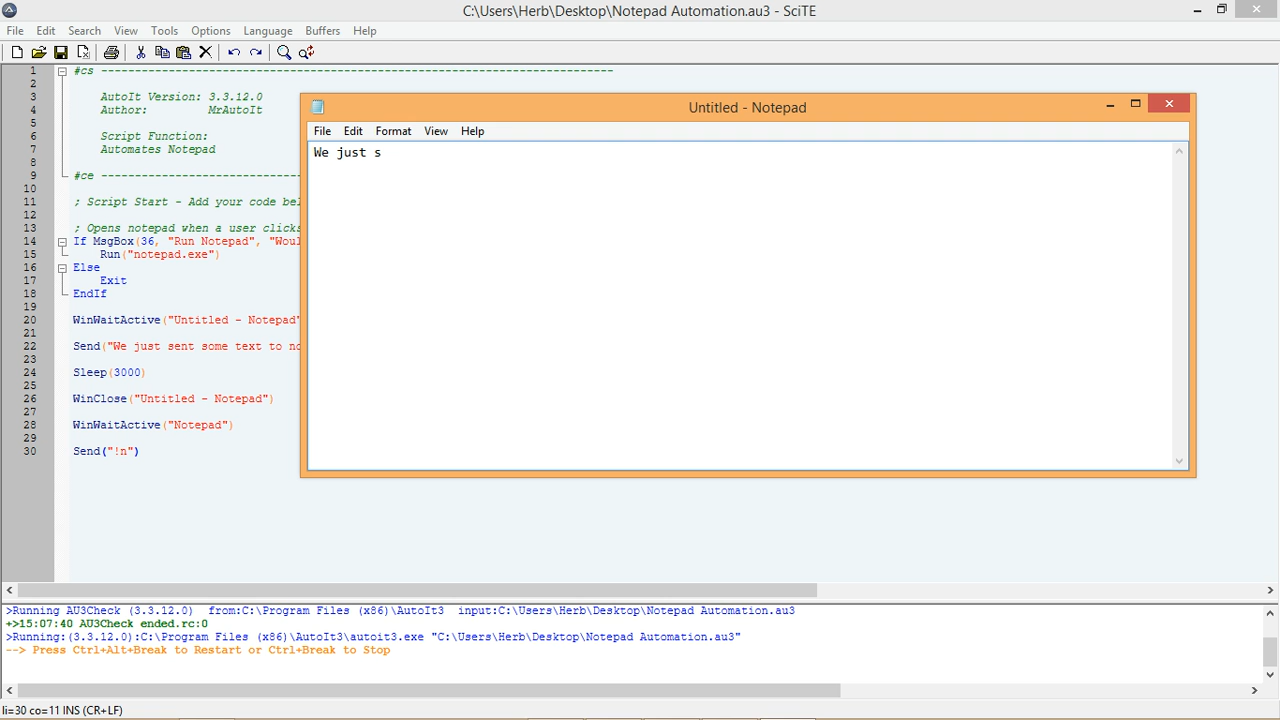 C:\Users\Herb\Desktop\Notepad Automation.au3 - SciTE
File Edit Search View Tools Options Language Buffers Help
1 #cs ----------------------------------------------------------------------------
2
3 AutoIt Version: 3.3.12.0
4 Author: MrAutoIt
5
6 Script Function:
7 Automates Notepad
8
9 #ce -----------------------------
10
11 ; Script Start - Add your code bel
12
13 ; Opens notepad when a user clicks
14 If MsgBox(36, "Run Notepad", "Woul
15 Run("notepad.exe")
16 Else
17 Exit
18 EndIf
19
20 WinWaitActive("Untitled - Notepad"
21
22 Send("We just sent some text to no
23
24 Sleep(3000)
25
26 WinClose("Untitled - Notepad")
27
28 WinWaitActive("Notepad")
29
30 Send("!n")
Untitled - Notepad
File Edit Format View Help
We just s
>Running AU3Check (3.3.12.0) from:C:\Program Files (x86)\AutoIt3 input:C:\Users\Herb\Desktop\Notepad Automation.au3
+>15:07:40 AU3Check ended.rc:0
>Running:(3.3.12.0):C:\Program Files (x86)\AutoIt3\autoit3.exe "C:\Users\Herb\Desktop\Notepad Automation.au3"
--> Press Ctrl+Alt+Break to Restart or Ctrl+Break to Stop
li=30 co=11 INS (CR+LF)